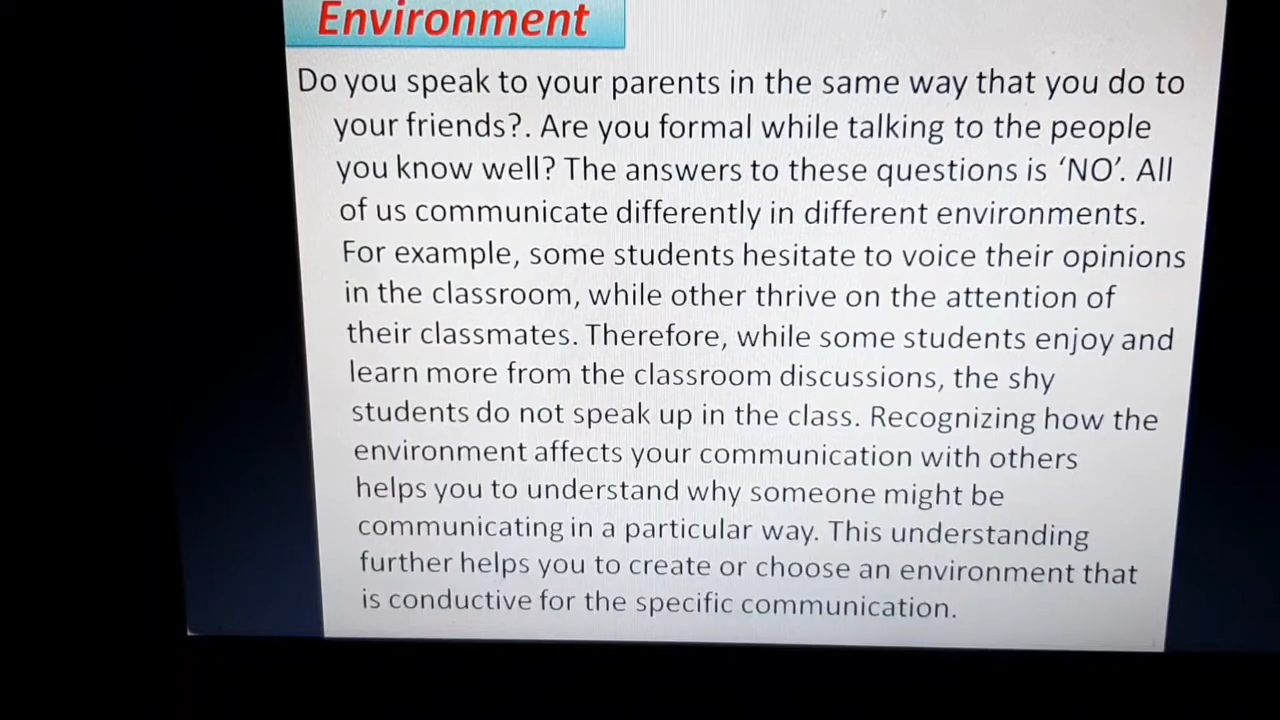 Environment
Do you speak to your parents in the same way that you do to
your friends?. Are you formal while talking to the people
you know well? The answers to these questions is ‘NO’. All
of us communicate differently in different environments.
For example, some students hesitate to voice their opinions
in the classroom, while other thrive on the attention of
their classmates. Therefore, while some students enjoy and
learn more from the classroom discussions, the shy
students do not speak up in the class. Recognizing how the
environment affects your communication with others
helps you to understand why someone might be
communicating in a particular way. This understanding
further helps you to create or choose an environment that
is conductive for the specific communication.